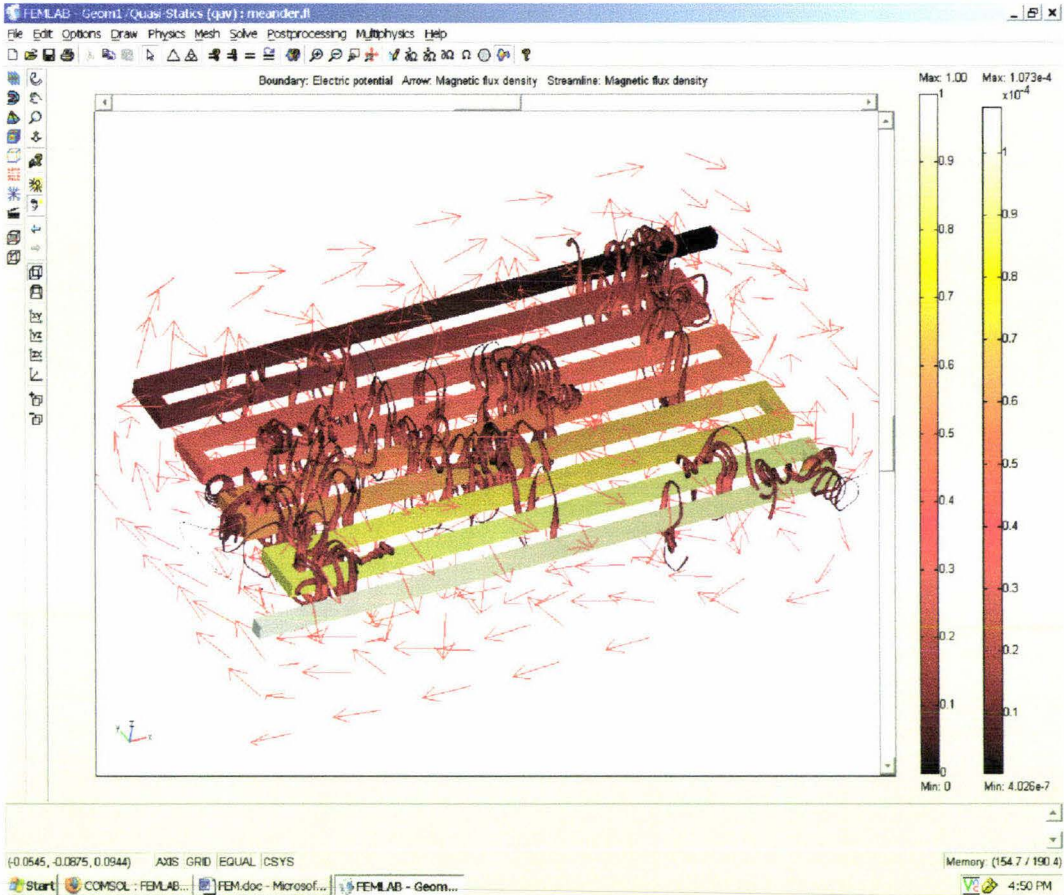 FEMLAB - Geom1/Quasi-Statics (qav) : meander.fl
File Edit Options Draw Physics Mesh Solve Postprocessing Multiphysics Help
Boundary: Electric potential Arrow: Magnetic flux density Streamline: Magnetic flux density
Max: 1.00 Max: 1.073e-4
x10-4
1
0.9
0.8
0.7
0.6
0.5
0.4
0.3
0.2
0.1
0
1
0.9
0.8
0.7
0.6
0.5
0.4
0.3
0.2
0.1
Min: 0 Min: 4.026e-7
y z x
(-0.0545, -0.0875, 0.0944) AXIS GRID EQUAL CSYS
Memory: (154.7 / 190.4)
Start COMSOL : FEMLAB... FEM.doc - Microsof... FEMLAB - Geom... 4:50 PM